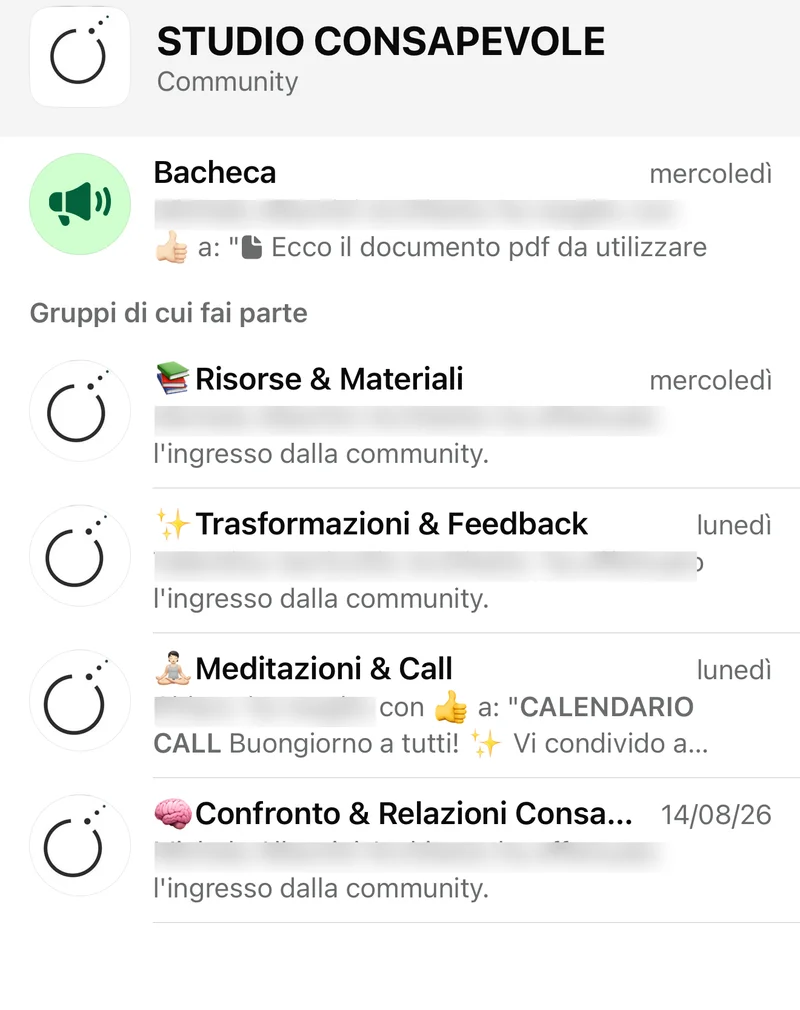 STUDIO CONSAPEVOLE
Community
Bacheca
mercoledì
👍🏻 a: "📄 Ecco il documento pdf da utilizzare
Gruppi di cui fai parte
📚Risorse & Materiali
mercoledì
l'ingresso dalla community.
✨Trasformazioni & Feedback
lunedì
l'ingresso dalla community.
🧘🏻Meditazioni & Call
lunedì
con 👍 a: "CALENDARIO
CALL Buongiorno a tutti! ✨ Vi condivido a...
🧠Confronto & Relazioni Consa...
14/08/26
l'ingresso dalla community.